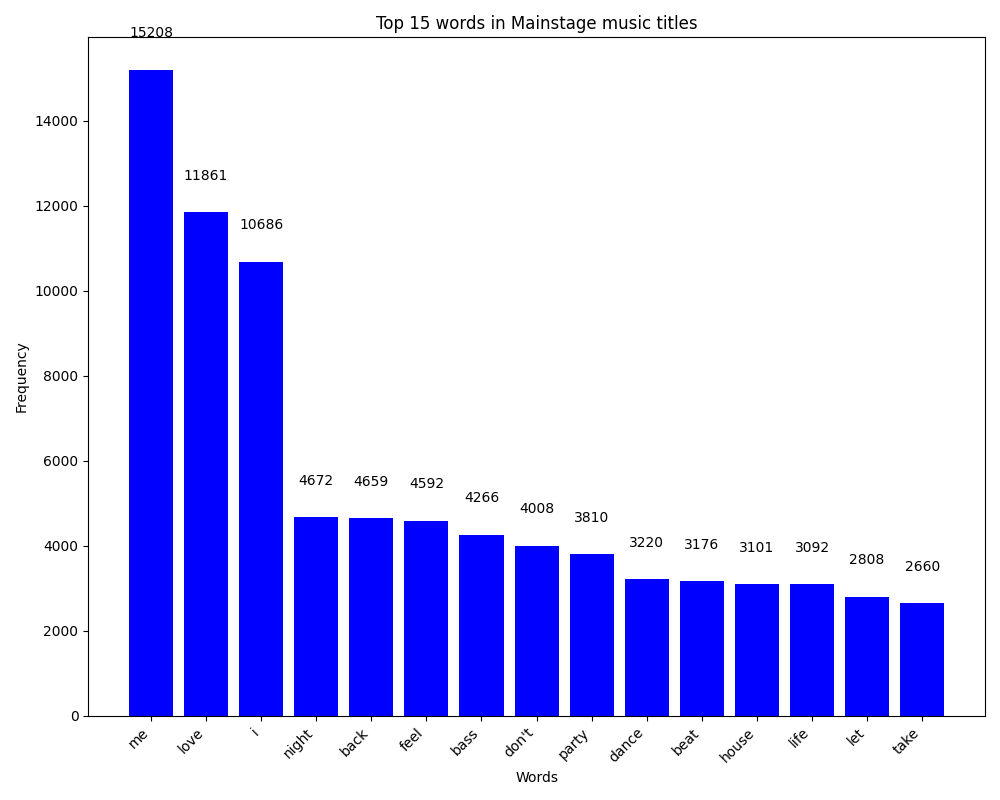 Top 15 words in Mainstage music titles
15208
11861
10686
4672
4659
4592
4266
4008
3810
3220
3176
3101
3092
2808
2660
14000
12000
10000
8000
6000
4000
2000
0
Frequency
me
love
i
night
back
feel
bass
don't
party
dance
beat
house
life
let
take
Words